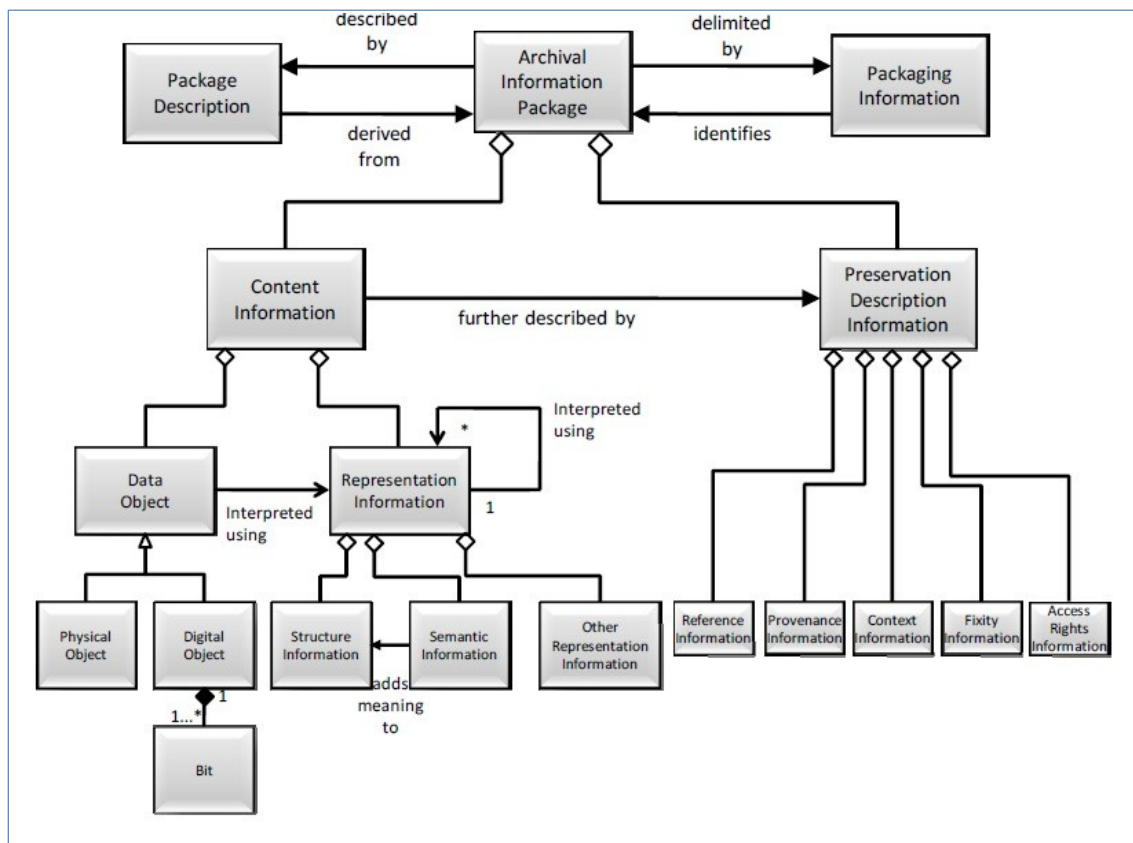 described
by
delimited
by
Package
Description
Archival
Information
Package
Packaging
Information
derived
from
identifies
Content
Information
further described by
Preservation
Description
Information
Data
Object
Interpreted
using
Representation
Information
*
1
Interpreted
using
Physical
Object
Digital
Object
Structure
Information
Semantic
Information
adds
meaning
to
Other
Representation
Information
Reference
Information
Provenance
Information
Context
Information
Fixity
Information
Access
Rights
Information
1
1...*
Bit